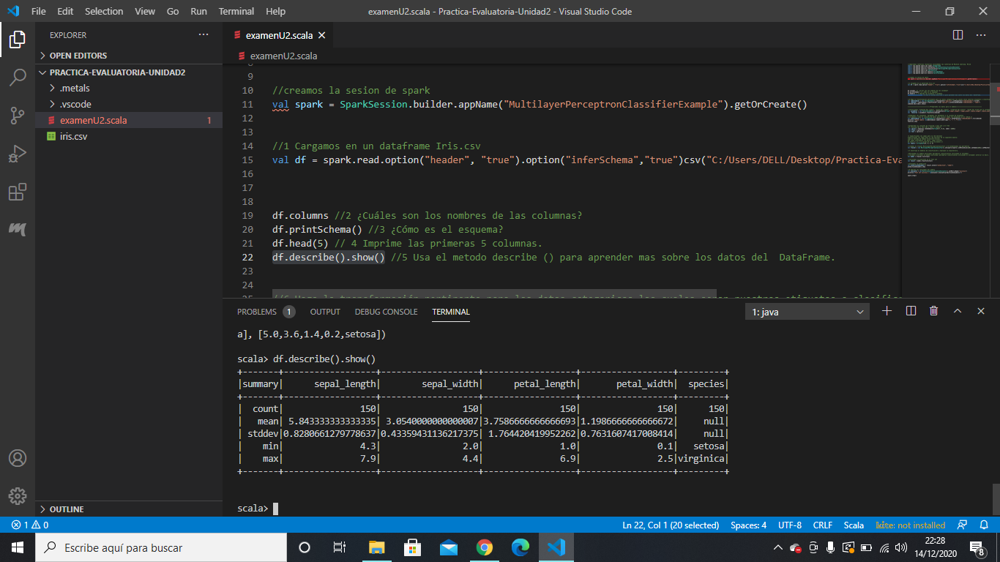 File Edit Selection View Go Run Terminal Help
examenU2.scala - Practica-Evaluatoria-Unidad2 - Visual Studio Code
EXPLORER
OPEN EDITORS
PRACTICA-EVALUATORIA-UNIDAD2
.metals
.vscode
examenU2.scala 1
iris.csv
OUTLINE
examenU2.scala
examenU2.scala
9
10 //creamos la sesion de spark
11 val spark = SparkSession.builder.appName("MultilayerPerceptronClassifierExample").getOrCreate()
12
13
14 //1 Cargamos en un dataframe Iris.csv
15 val df = spark.read.option("header", "true").option("inferSchema","true")csv("C:/Users/DELL/Desktop/Practica-Eva
16
17
18
19 df.columns //2 ¿Cuáles son los nombres de las columnas?
20 df.printSchema() //3 ¿Cómo es el esquema?
21 df.head(5) // 4 Imprime las primeras 5 columnas.
22 df.describe().show() //5 Usa el metodo describe () para aprender mas sobre los datos del  DataFrame.
23
24
PROBLEMS 1 OUTPUT DEBUG CONSOLE TERMINAL
1: java
a], [5.0,3.6,1.4,0.2,setosa])
scala> df.describe().show()
+-------+------------------+-------------------+------------------+------------------+---------+
|summary|      sepal_length|        sepal_width|      petal_length|       petal_width|  species|
+-------+------------------+-------------------+------------------+------------------+---------+
|  count|               150|                150|               150|               150|      150|
|   mean| 5.843333333333335| 3.0540000000000007|3.7586666666666693|1.1986666666666672|     null|
| stddev|0.8280661279778637|0.43359431136217375| 1.764420419952262|0.7631607417008414|     null|
|    min|               4.3|                2.0|               1.0|               0.1|   setosa|
|    max|               7.9|                4.4|               6.9|               2.5|virginica|
+-------+------------------+-------------------+------------------+------------------+---------+
scala>
1 0
Ln 22, Col 1 (20 selected) Spaces: 4 UTF-8 CRLF Scala kite: not installed
Escribe aquí para buscar
22:28
14/12/2020
8